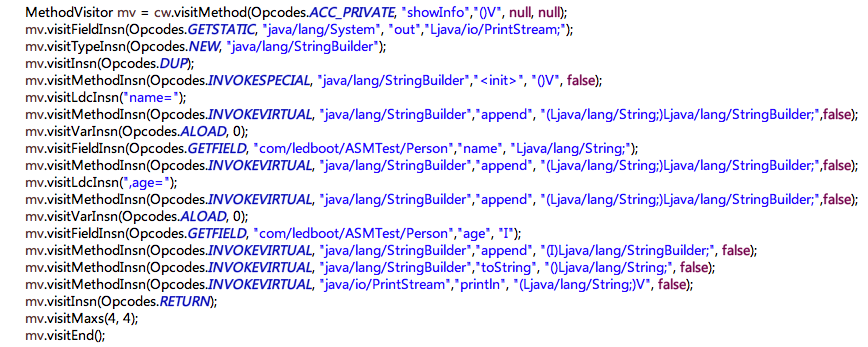 MethodVisitor mv = cw.visitMethod(Opcodes.ACC_PRIVATE, "showInfo","()V", null, null);
mv.visitFieldInsn(Opcodes.GETSTATIC, "java/lang/System", "out","Ljava/io/PrintStream;");
mv.visitTypeInsn(Opcodes.NEW, "java/lang/StringBuilder");
mv.visitInsn(Opcodes.DUP);
mv.visitMethodInsn(Opcodes.INVOKESPECIAL, "java/lang/StringBuilder","<init>", "()V", false);
mv.visitLdcInsn("name=");
mv.visitMethodInsn(Opcodes.INVOKEVIRTUAL, "java/lang/StringBuilder","append", "(Ljava/lang/String;)Ljava/lang/StringBuilder;",false);
mv.visitVarInsn(Opcodes.ALOAD, 0);
mv.visitFieldInsn(Opcodes.GETFIELD, "com/ledboot/ASMTest/Person","name", "Ljava/lang/String;");
mv.visitMethodInsn(Opcodes.INVOKEVIRTUAL, "java/lang/StringBuilder","append", "(Ljava/lang/String;)Ljava/lang/StringBuilder;",false);
mv.visitLdcInsn(",age=");
mv.visitMethodInsn(Opcodes.INVOKEVIRTUAL, "java/lang/StringBuilder","append", "(Ljava/lang/String;)Ljava/lang/StringBuilder;",false);
mv.visitVarInsn(Opcodes.ALOAD, 0);
mv.visitFieldInsn(Opcodes.GETFIELD, "com/ledboot/ASMTest/Person","age", "I");
mv.visitMethodInsn(Opcodes.INVOKEVIRTUAL, "java/lang/StringBuilder","append", "(I)Ljava/lang/StringBuilder;", false);
mv.visitMethodInsn(Opcodes.INVOKEVIRTUAL, "java/lang/StringBuilder","toString", "()Ljava/lang/String;", false);
mv.visitMethodInsn(Opcodes.INVOKEVIRTUAL, "java/io/PrintStream","println", "(Ljava/lang/String;)V", false);
mv.visitInsn(Opcodes.RETURN);
mv.visitMaxs(4, 4);
mv.visitEnd();